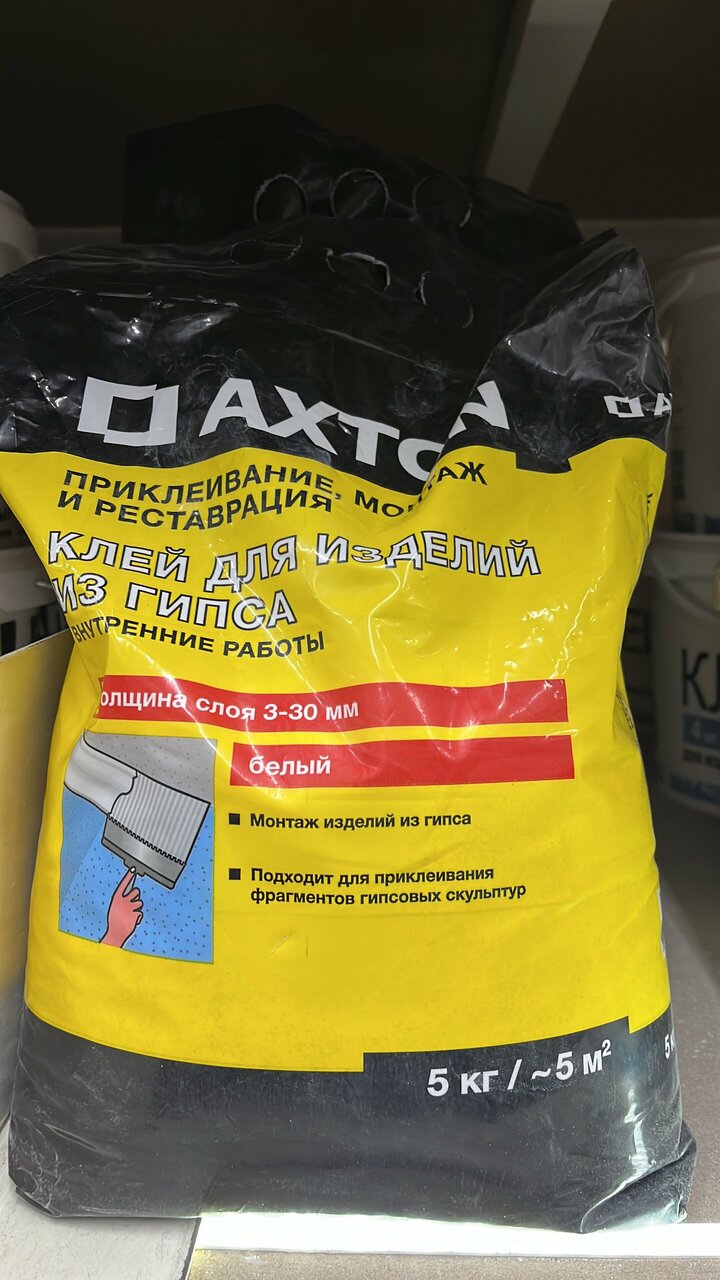 AXTON
ПРИКЛЕИВАНИЕ, МОНТАЖ
И РЕСТАВРАЦИЯ
КЛЕЙ ДЛЯ ИЗДЕЛИЙ
ИЗ ГИПСА
ВНУТРЕННИЕ РАБОТЫ
олщина слоя 3-30 мм
белый
Монтаж изделий из гипса
Подходит для приклеивания
фрагментов гипсовых скульптур
5 кг / ~5 м²